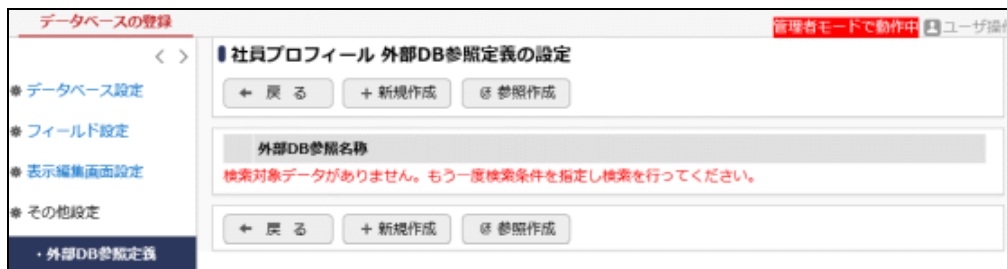 データベースの登録
管理者モードで動作中 ユーザ操作
< >
社員プロフィール 外部DB参照定義の設定
データベース設定
← 戻 る + 新規作成 参照作成
フィールド設定
外部DB参照名称
表示編集画面設定
検索対象データがありません。もう一度検索条件を指定し検索を行ってください。
その他設定
← 戻 る + 新規作成 参照作成
・外部DB参照定義